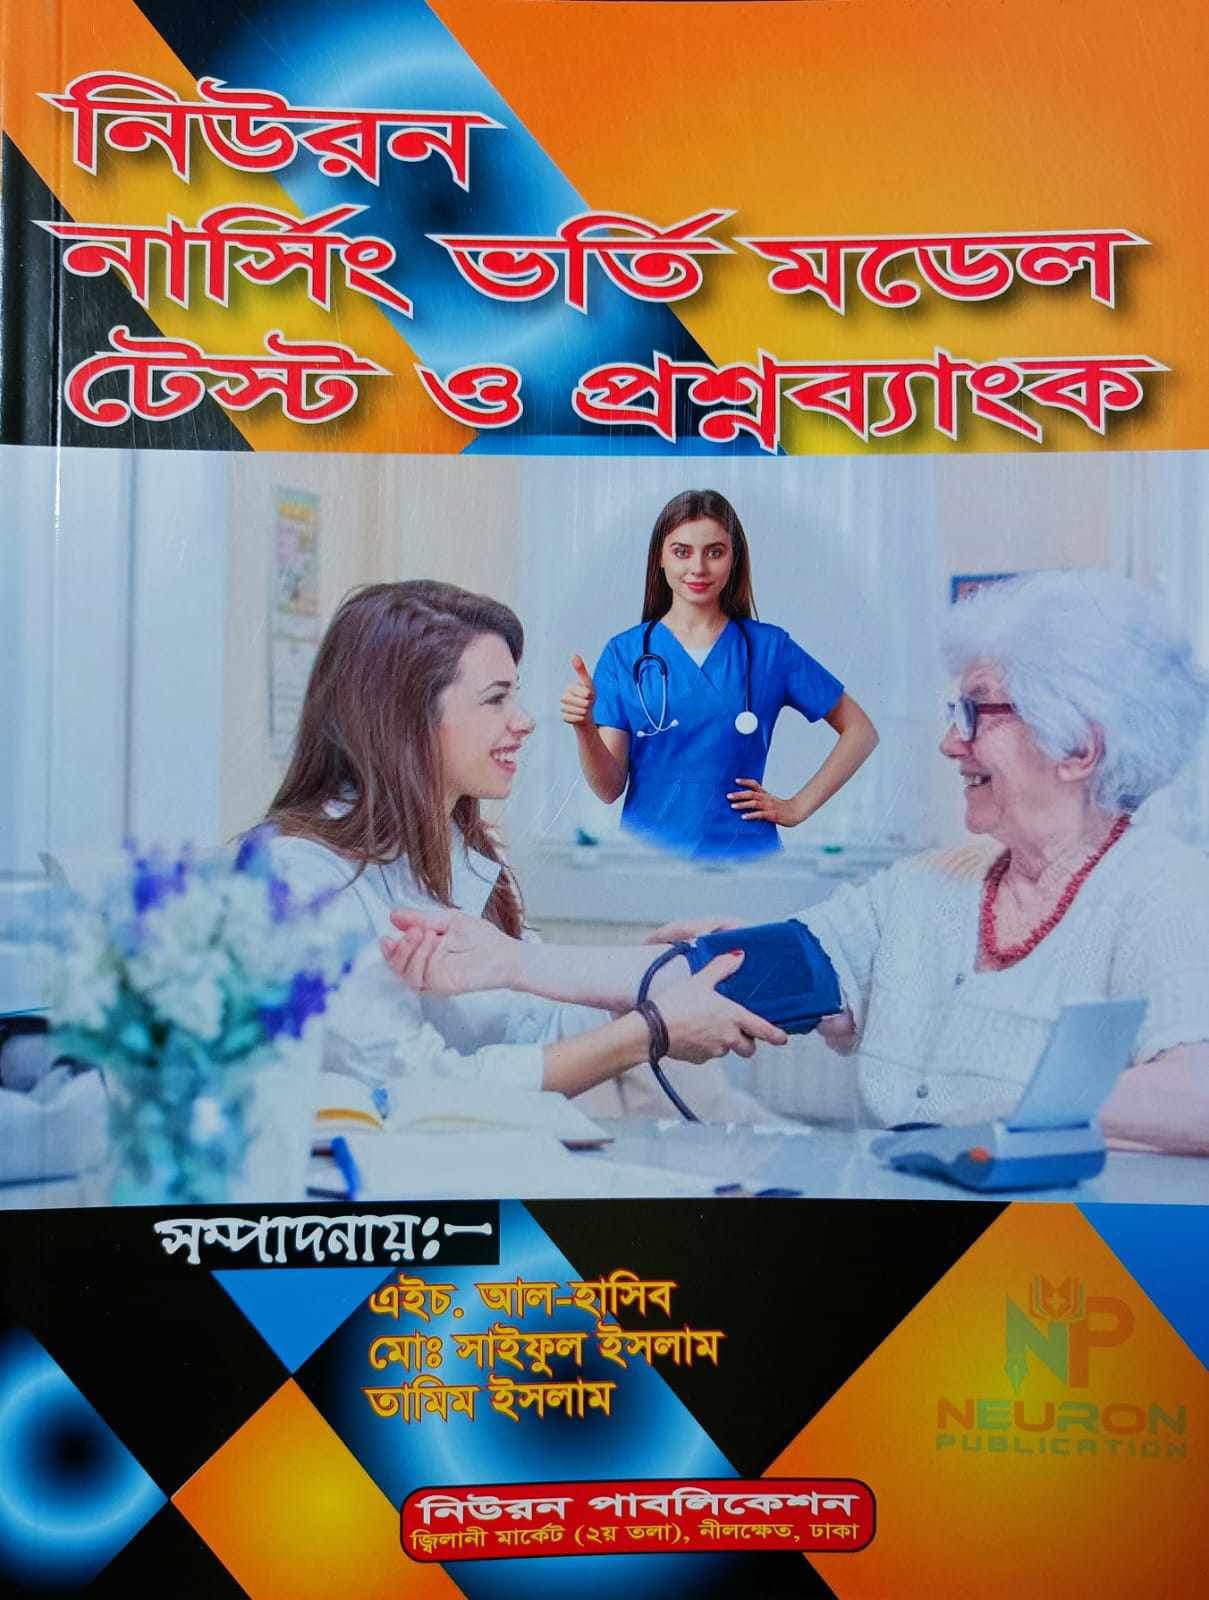 নিউরন
নার্সিং ভর্তি মডেল
টেস্ট ও প্রশ্নব্যাংক
সম্পাদনায়ঃ-
এইচ. আল-হাসিব
মোঃ সাইফুল ইসলাম
তামিম ইসলাম
NP
NEURON
PUBLICATION
নিউরন পাবলিকেশন
জ্বিলানী মার্কেট (২য় তলা), নীলক্ষেত, ঢাকা